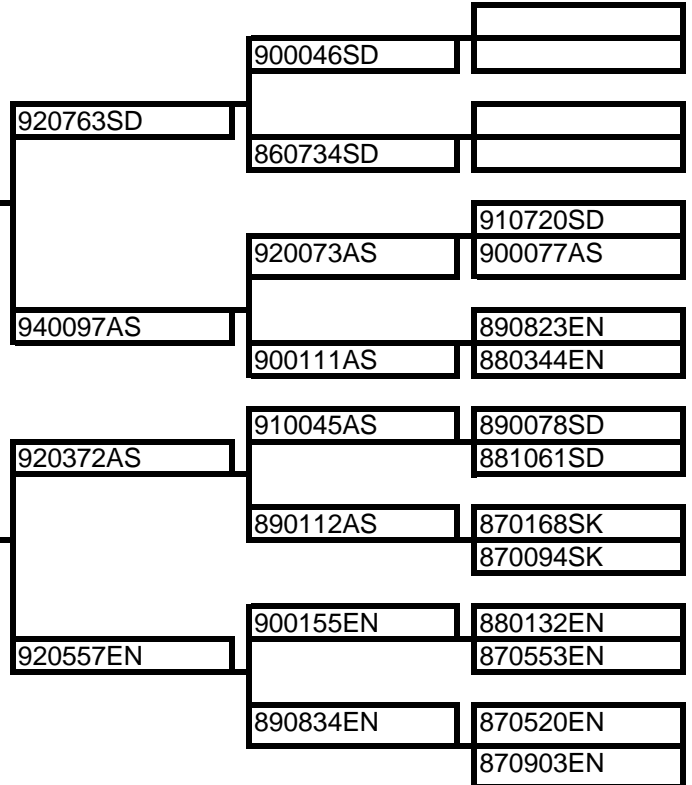 900046SD
920763SD
860734SD
910720SD
920073AS
900077AS
940097AS
890823EN
900111AS
880344EN
910045AS
890078SD
920372AS
881061SD
890112AS
870168SK
870094SK
900155EN
880132EN
920557EN
870553EN
890834EN
870520EN
870903EN